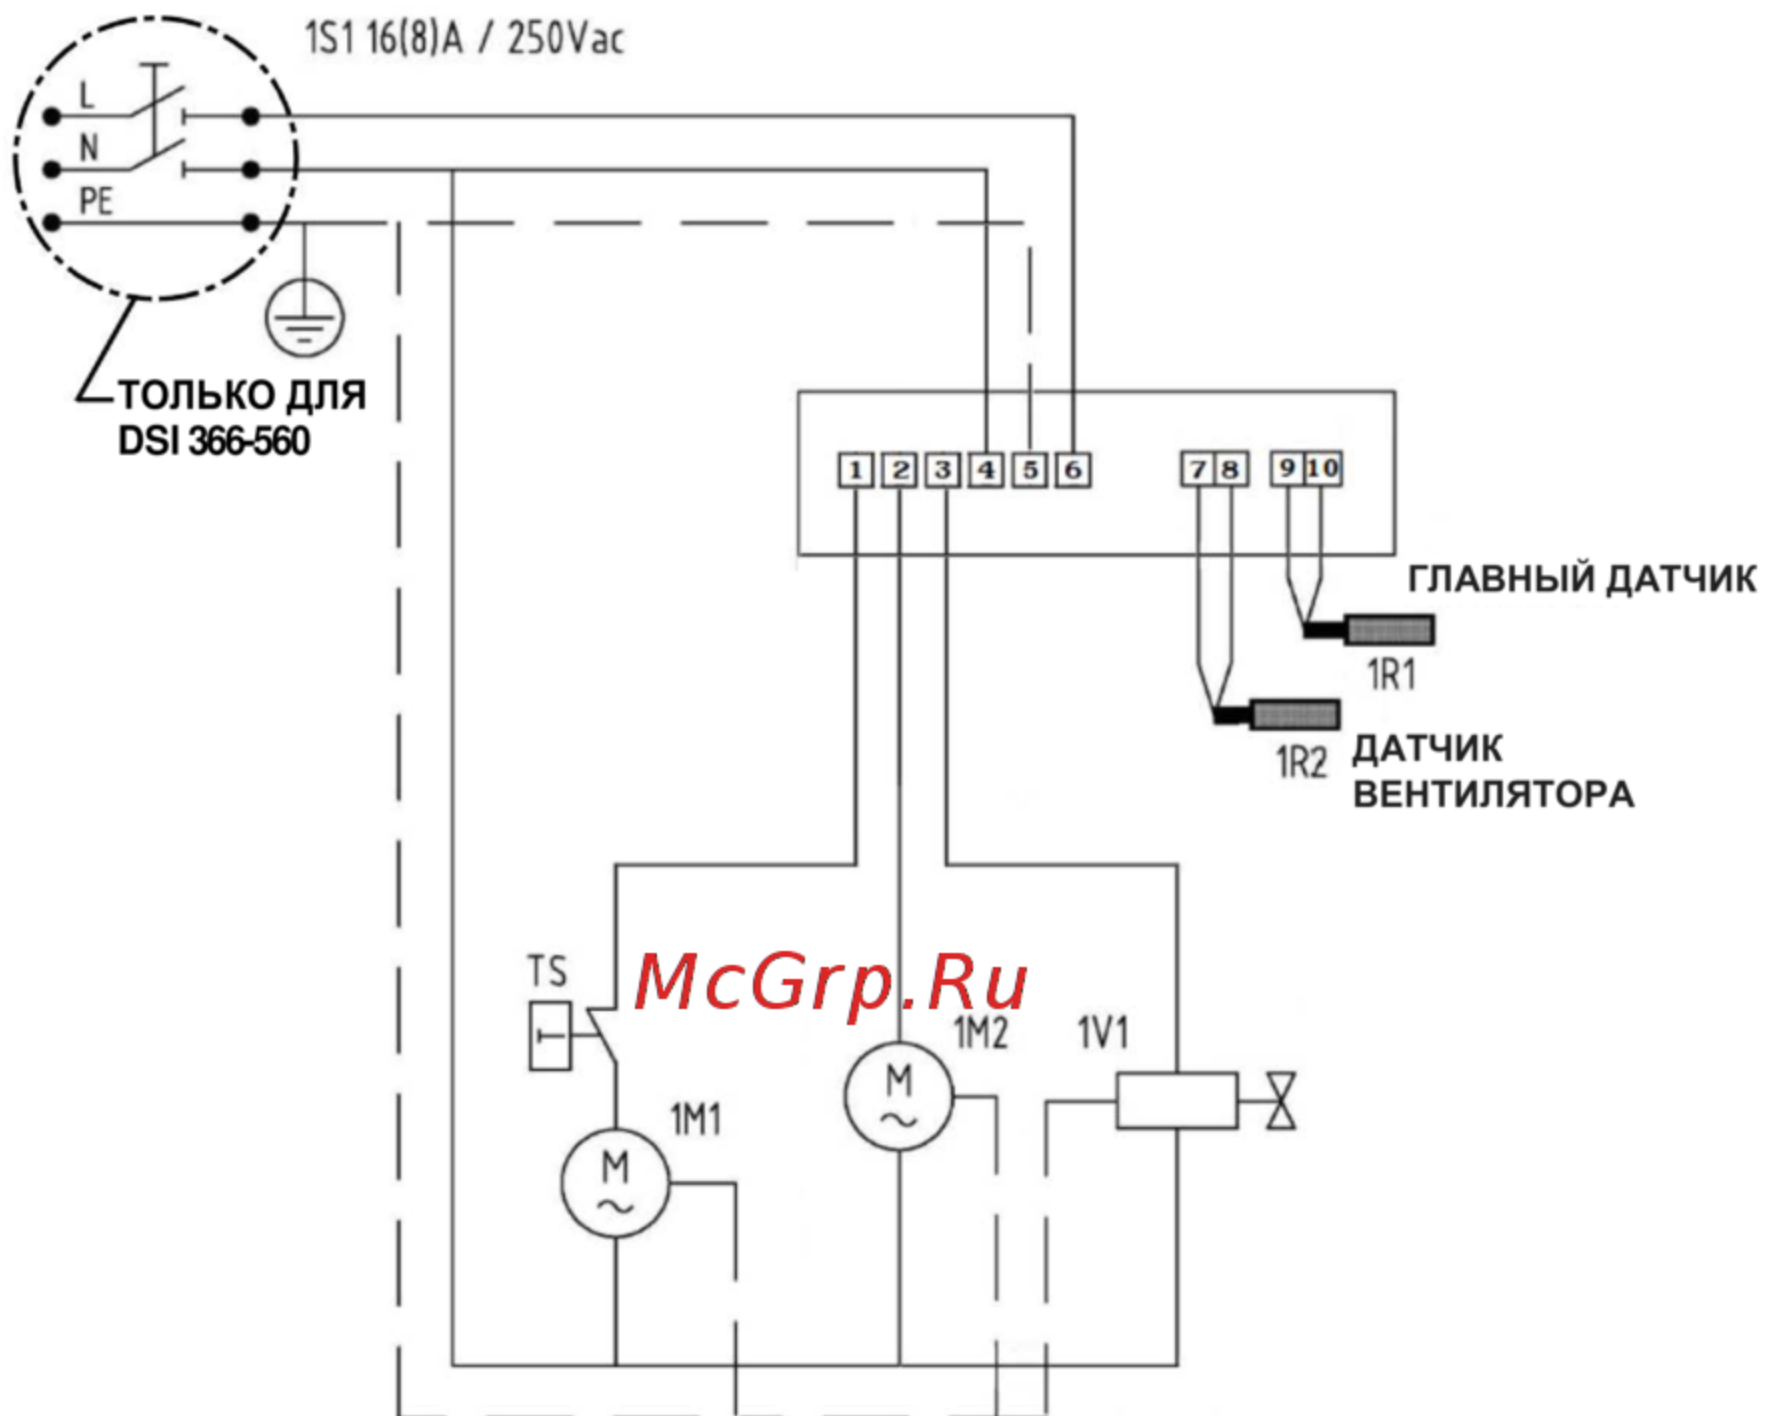 1S1 16(8)A / 250Vac
L
N
PE
ТОЛЬКО ДЛЯ
DSI 366-560
1 2 3 4 5 6 7 8 9 10
ГЛАВНЫЙ ДАТЧИК
1R1
1R2
ДАТЧИК
ВЕНТИЛЯТОРА
TS
McGrp.Ru
1M2
1V1
M
1M1
M